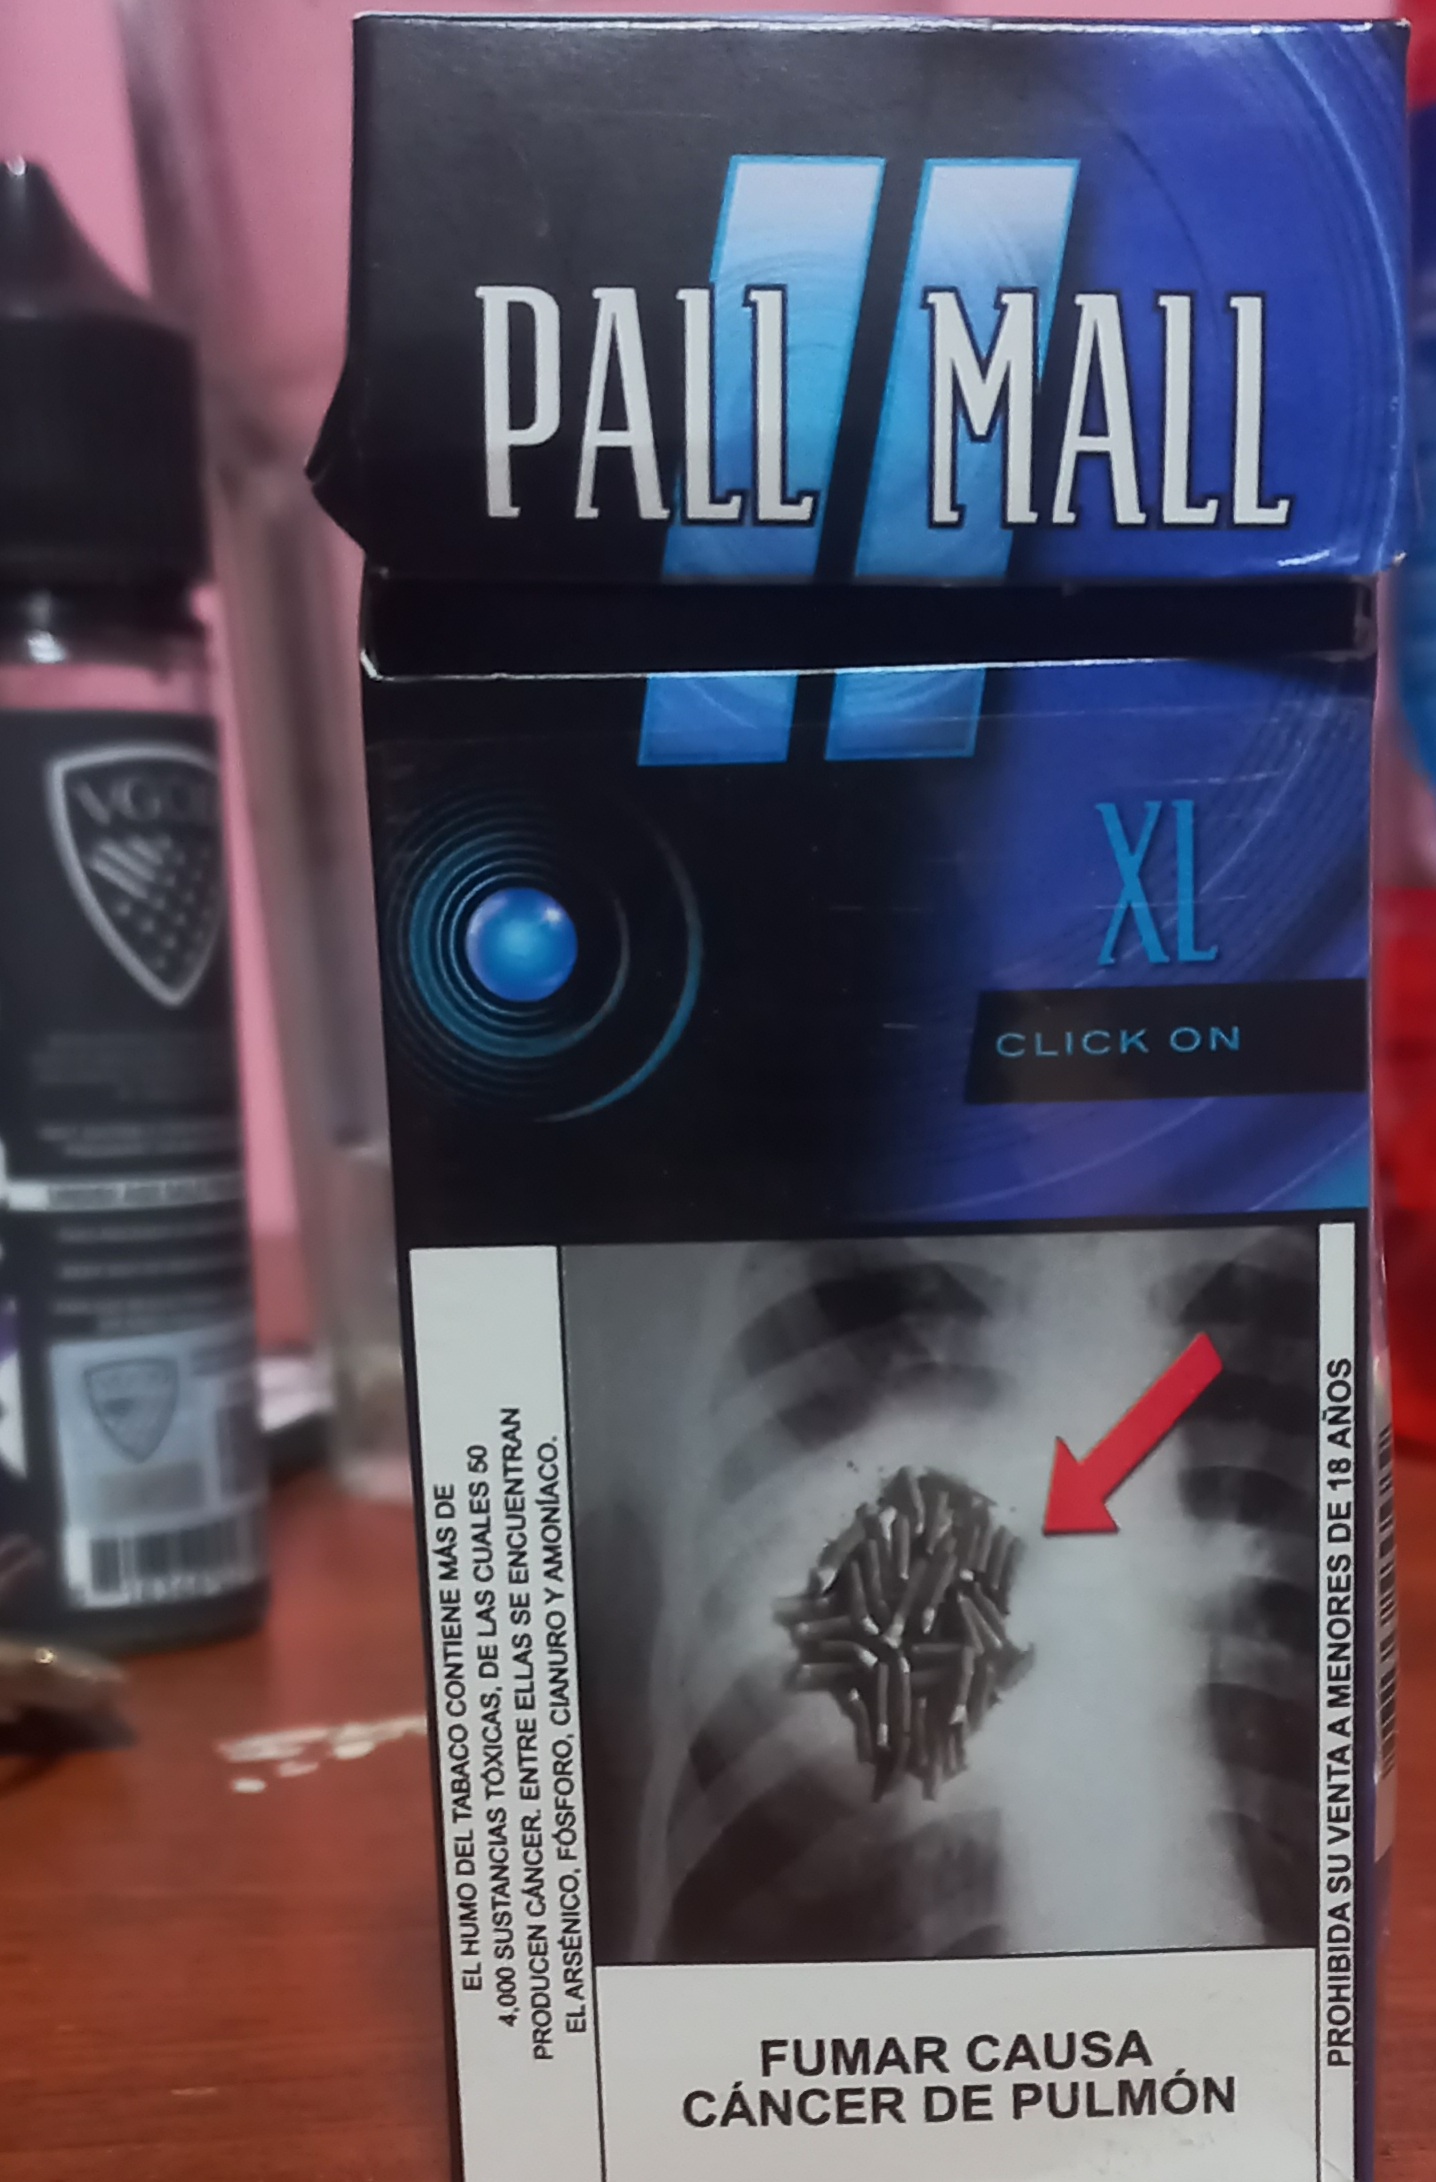 PALL MALL
XL
CLICK ON
EL HUMO DEL TABACO CONTIENE MÁS DE
4,000 SUSTANCIAS TÓXICAS, DE LAS CUALES 50
PRODUCEN CÁNCER. ENTRE ELLAS SE ENCUENTRAN
EL ARSÉNICO, FÓSFORO, CIANURO Y AMONÍACO.
PROHIBIDA SU VENTA A MENORES DE 18 AÑOS
FUMAR CAUSA
CÁNCER DE PULMÓN